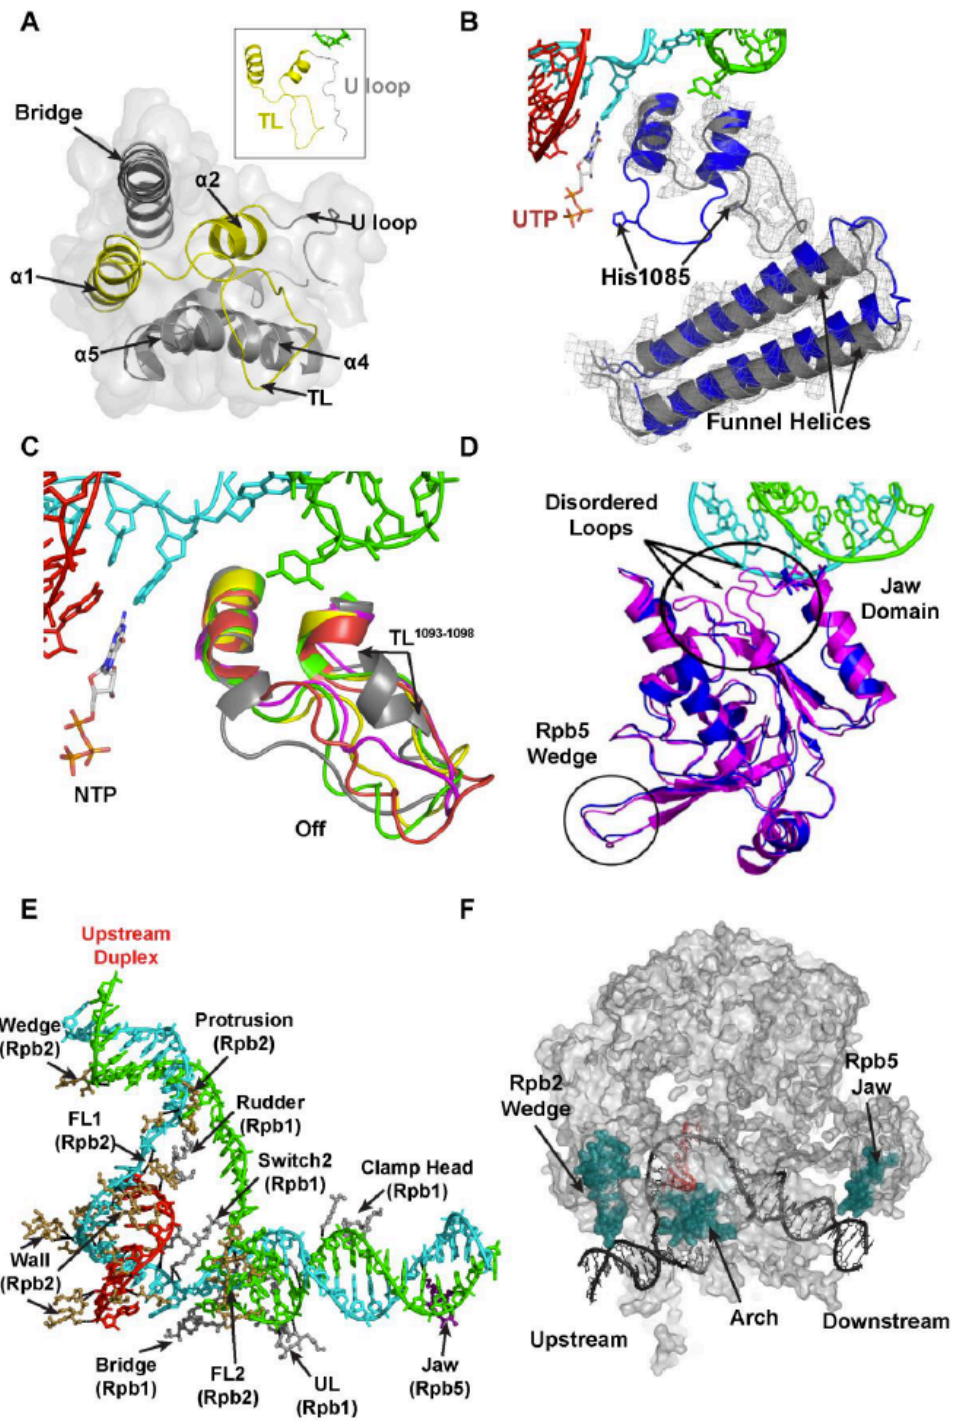 A
Bridge
α2
U loop
TL
U loop
α1
α5
α4
TL
B
UTP
His1085
Funnel Helices
C
TL1093-1098
NTP
Off
D
Disordered
Loops
Jaw
Domain
Rpb5
Wedge
E
Upstream
Duplex
Wedge
(Rpb2)
Protrusion
(Rpb2)
FL1
(Rpb2)
Rudder
(Rpb1)
Switch2
(Rpb1)
Clamp Head
(Rpb1)
Wall
(Rpb2)
Bridge
(Rpb1)
FL2
(Rpb2)
UL
(Rpb1)
Jaw
(Rpb5)
F
Rpb2
Wedge
Rpb5
Jaw
Arch
Upstream
Downstream